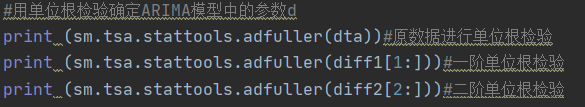 #用单位根检验确定ARIMA模型中的参数d
print (sm.tsa.stattools.adfuller(dta))#原数据进行单位根检验
print (sm.tsa.stattools.adfuller(diff1[1:]))#一阶单位根检验
print (sm.tsa.stattools.adfuller(diff2[2:]))#二阶单位根检验